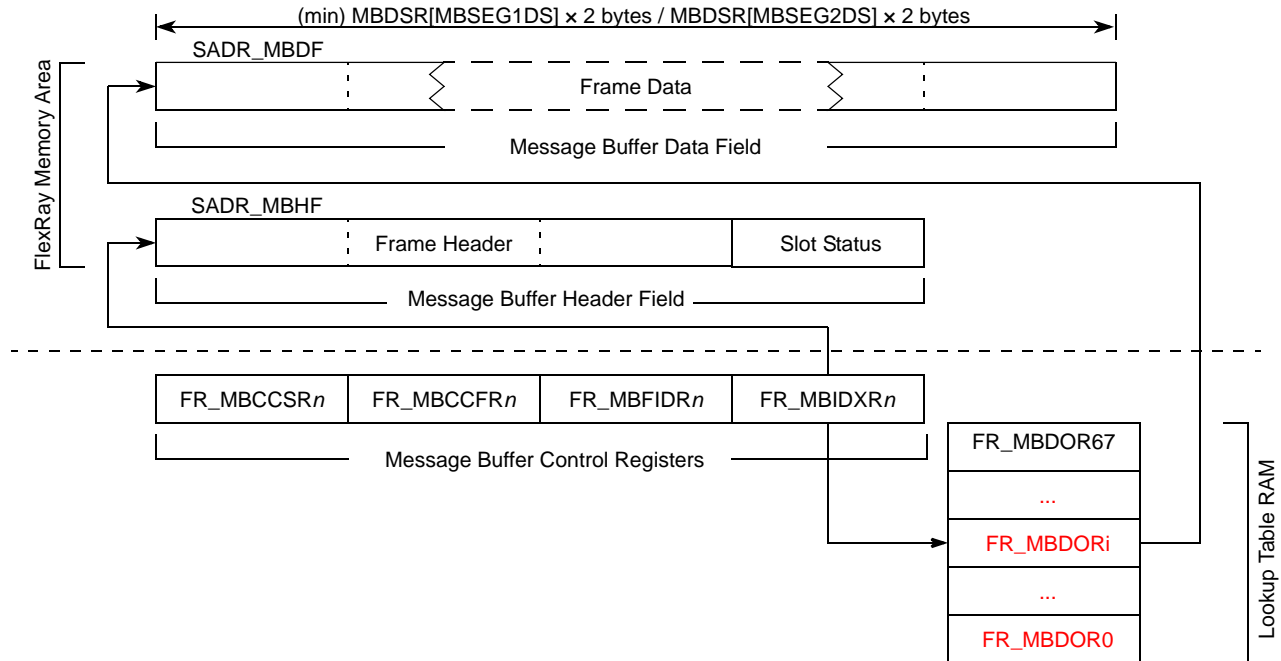 (min) MBDSR[MBSEG1DS] × 2 bytes / MBDSR[MBSEG2DS] × 2 bytes
SADR_MBDF
Frame Data
Message Buffer Data Field
FlexRay Memory Area
SADR_MBHF
Frame Header
Slot Status
Message Buffer Header Field
FR_MBCCSRn
FR_MBCCFRn
FR_MBFIDRn
FR_MBIDXRn
Message Buffer Control Registers
FR_MBDOR67
...
FR_MBDORi
...
FR_MBDOR0
Lookup Table RAM